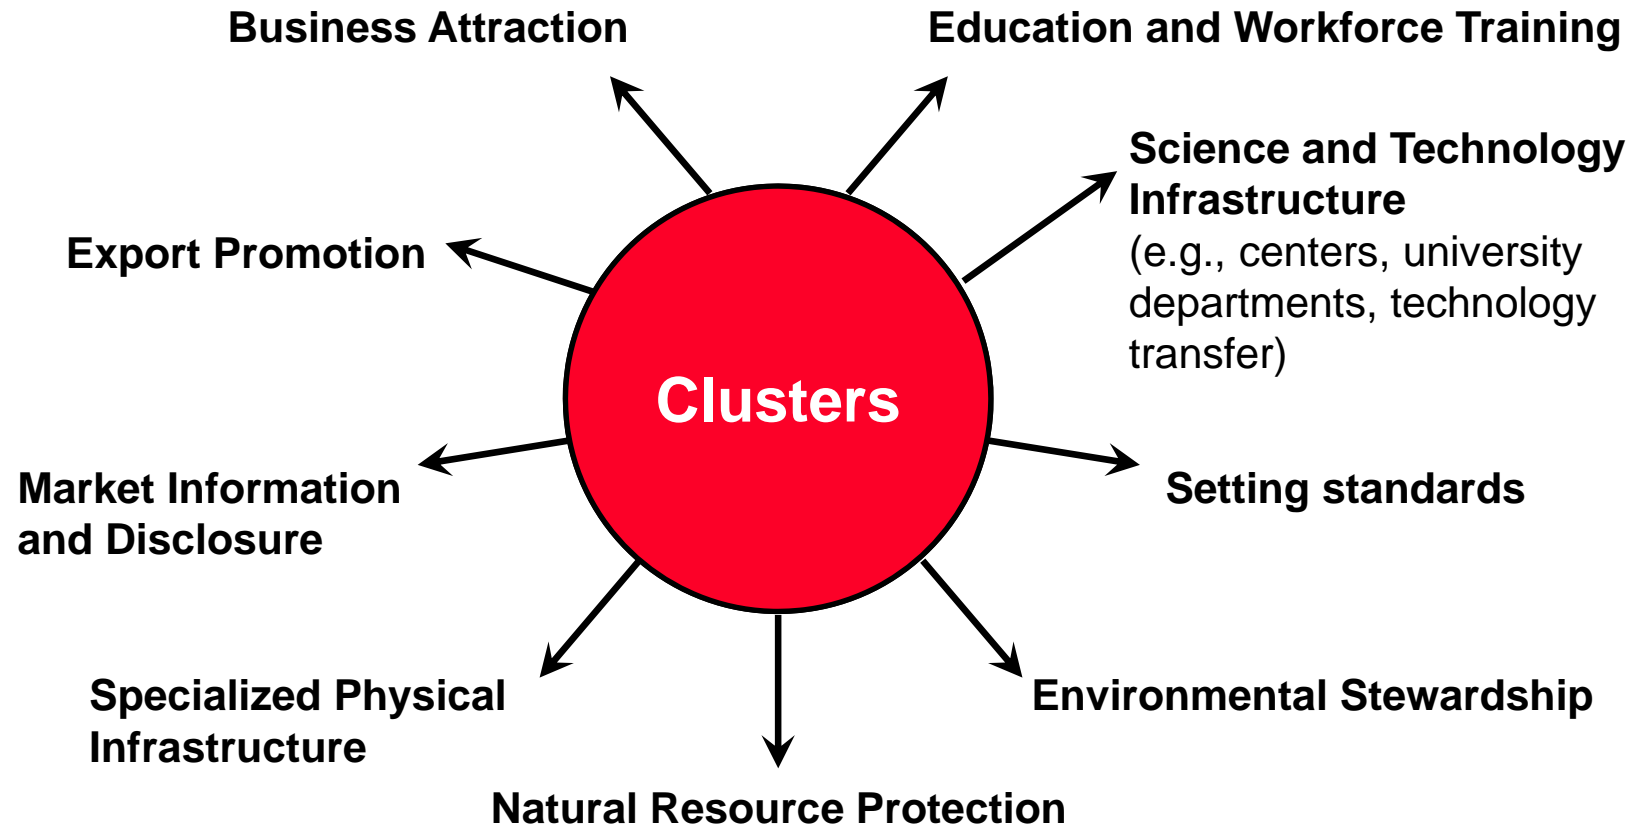 Business Attraction
Education and Workforce Training
Science and Technology
Infrastructure
(e.g., centers, university
departments, technology
transfer)
Export Promotion
Clusters
Market Information
and Disclosure
Setting standards
Specialized Physical
Infrastructure
Environmental Stewardship
Natural Resource Protection